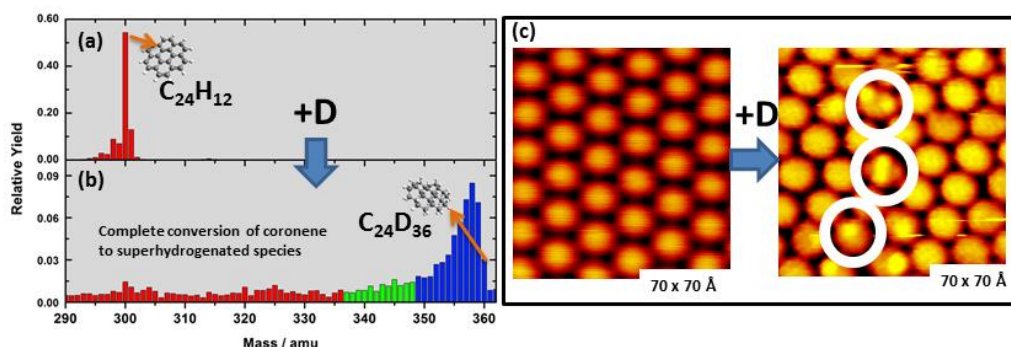 (a)
0.60
0.40
0.20
0.00
C24H12
+D
Relative Yield
(b)
0.09
0.06
0.03
0.00
Complete conversion of coronene
to superhydrogenated species
C24D36
290 300 310 320 330 340 350 360
Mass / amu
(c)
+D
70 x 70 Å
70 x 70 Å